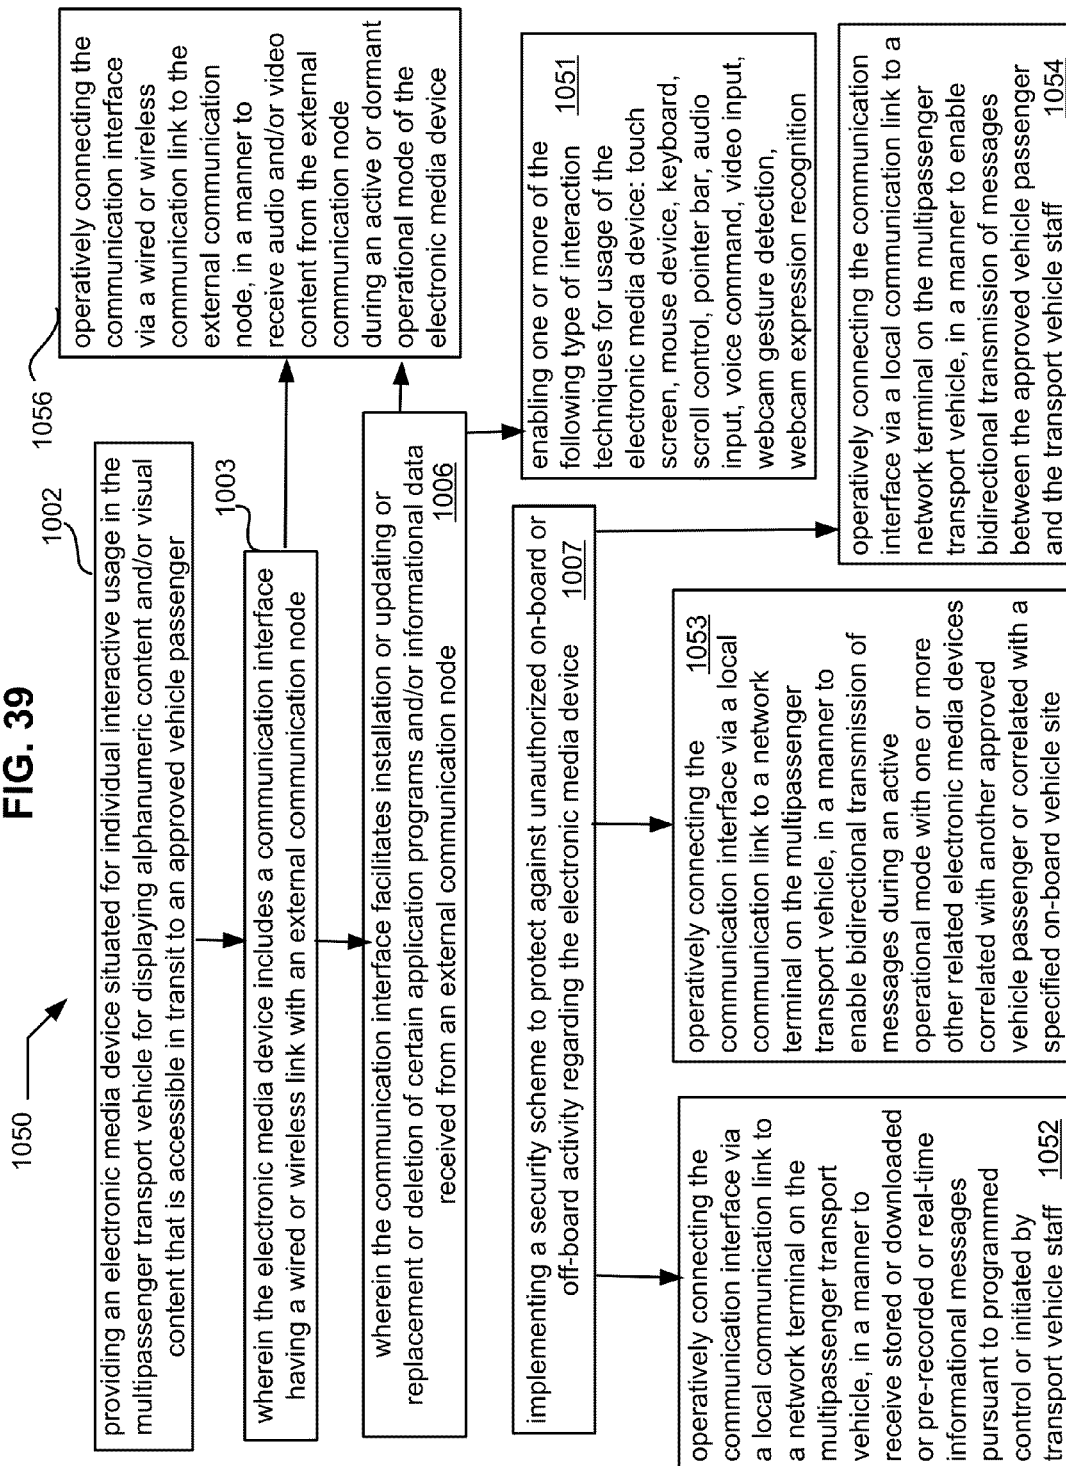 FIG. 39
1050
1002
providing an electronic media device situated for individual interactive usage in the
multipassenger transport vehicle for displaying alphanumeric content and/or visual
content that is accessible in transit to an approved vehicle passenger
1003
wherein the electronic media device includes a communication interface
having a wired or wireless link with an external communication node
wherein the communication interface facilitates installation or updating or
replacement or deletion of certain application programs and/or informational data
received from an external communication node 1006
1056
operatively connecting the
communication interface
via a wired or wireless
communication link to the
external communication
node, in a manner to
receive audio and/or video
content from the external
communication node
during an active or dormant
operational mode of the
electronic media device
implementing a security scheme to protect against unauthorized on-board or
off-board activity regarding the electronic media device 1007
enabling one or more of the
following type of interaction 1051
techniques for usage of the
electronic media device: touch
screen, mouse device, keyboard,
scroll control, pointer bar, audio
input, voice command, video input,
webcam gesture detection,
webcam expression recognition
operatively connecting the
communication interface via
a local communication link to
a network terminal on the
multipassenger transport
vehicle, in a manner to
receive stored or downloaded
or pre-recorded or real-time
informational messages
pursuant to programmed
control or initiated by
transport vehicle staff 1052
operatively connecting the 1053
communication interface via a local
communication link to a network
terminal on the multipassenger
transport vehicle, in a manner to
enable bidirectional transmission of
messages during an active
operational mode with one or more
other related electronic media devices
correlated with another approved
vehicle passenger or correlated with a
specified on-board vehicle site
operatively connecting the communication
interface via a local communication link to a
network terminal on the multipassenger
transport vehicle, in a manner to enable
bidirectional transmission of messages
between the approved vehicle passenger
and the transport vehicle staff 1054